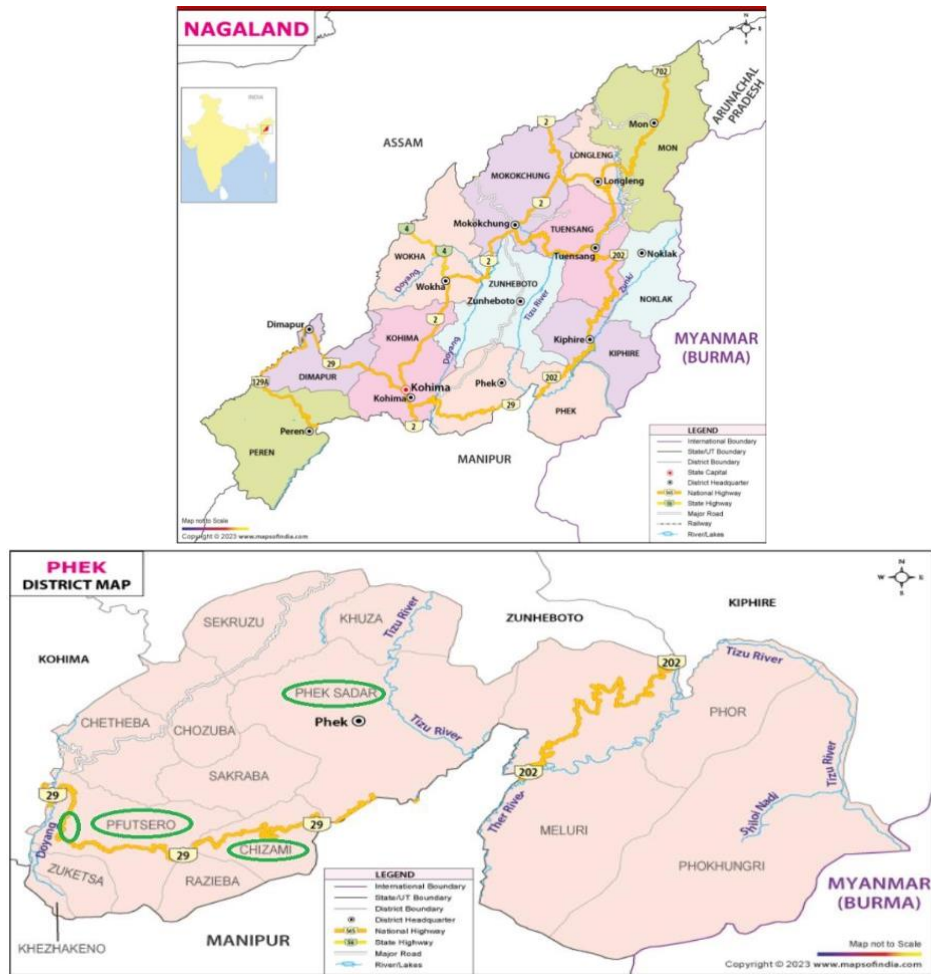 NAGALAND
N
W
E
S
INDIA
ARUNACHAL
PRADESH
ASSAM
702
Mon
MON
2
LONGLENG
Longleng
MOKOKCHUNG
2
Mokokchung
TUENSANG
Tuensang
202
Noklak
NOKLAK
4
4
WOKHA
Doyang
Wokha
2
ZUNHEBOTO
Zunheboto
Tizu River
Zunki
2
Doyang
KOHIMA
Kiphire
KIPHIRE
MYANMAR
(BURMA)
Dimapur
29
DIMAPUR
129A
Kohima
Kohima
Phek
202
29
PHEK
2
Peren
PEREN
MANIPUR
LEGEND
International Boundary
State/UT Boundary
District Boundary
State Capital
District Headquarter
National Highway
State Highway
Major Road
Railway
River/Lakes
Map not to Scale
Copyright © 2023 www.mapsofindia.com
PHEK
DISTRICT MAP
N
W
E
S
KOHIMA
ZUNHEBOTO
KIPHIRE
SEKRUZU
KHUZA
Tizu River
202
Tizu River
PHEK SADAR
Phek
CHETHEBA
CHOZUBA
Tizu River
PHOR
SAKRABA
202
Tizu River
29
Doyang
PFUTSERO
29
CHIZAMI
29
Ther River
MELURI
Shiloi Nadi
PHOKHUNGRI
ZUKETSA
RAZIEBA
KHEZHAKENO
MANIPUR
MYANMAR
(BURMA)
LEGEND
International Boundary
State/UT Boundary
District Boundary
District Headquarter
National Highway
State Highway
Major Road
River/Lakes
Map not to Scale
Copyright © 2023 www.mapsofindia.com